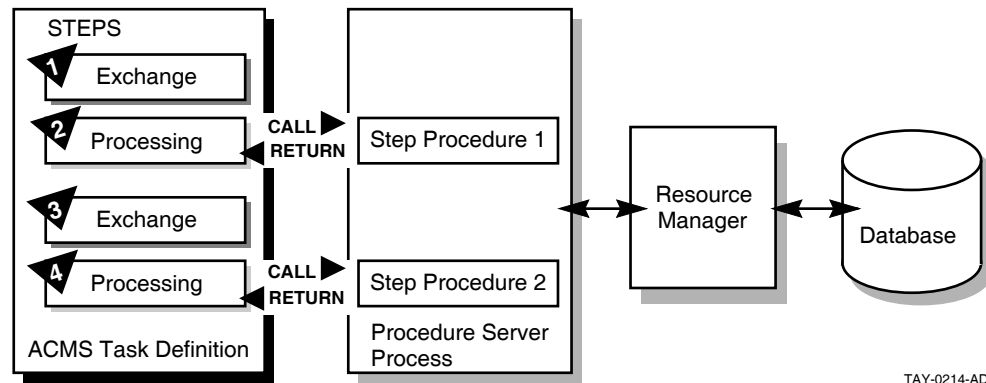 STEPS
1
Exchange
2
Processing
CALL
RETURN
Step Procedure 1
3
Exchange
4
Processing
CALL
RETURN
Step Procedure 2
ACMS Task Definition
Procedure Server
Process
Resource
Manager
Database
TAY-0214-AD